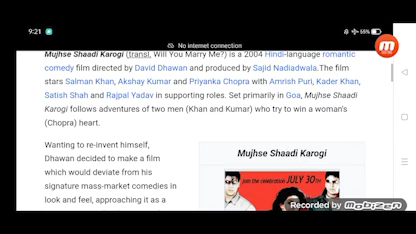 9:21
55%
No internet connection
Mujhse Shaadi Karogi (transl. Will You Marry Me?) is a 2004 Hindi-language romantic
comedy film directed by David Dhawan and produced by Sajid Nadiadwala.The film
stars Salman Khan, Akshay Kumar and Priyanka Chopra with Amrish Puri, Kader Khan,
Satish Shah and Rajpal Yadav in supporting roles. Set primarily in Goa, Mujhse Shaadi
Karogi follows adventures of two men (Khan and Kumar) who try to win a woman's
(Chopra) heart.
Wanting to re-invent himself,
Dhawan decided to make a film
which would deviate from his
signature mass-market comedies in
look and feel, approaching it as a
Mujhse Shaadi Karogi
Join the celebration JULY 30TH
Recorded by Mobizen